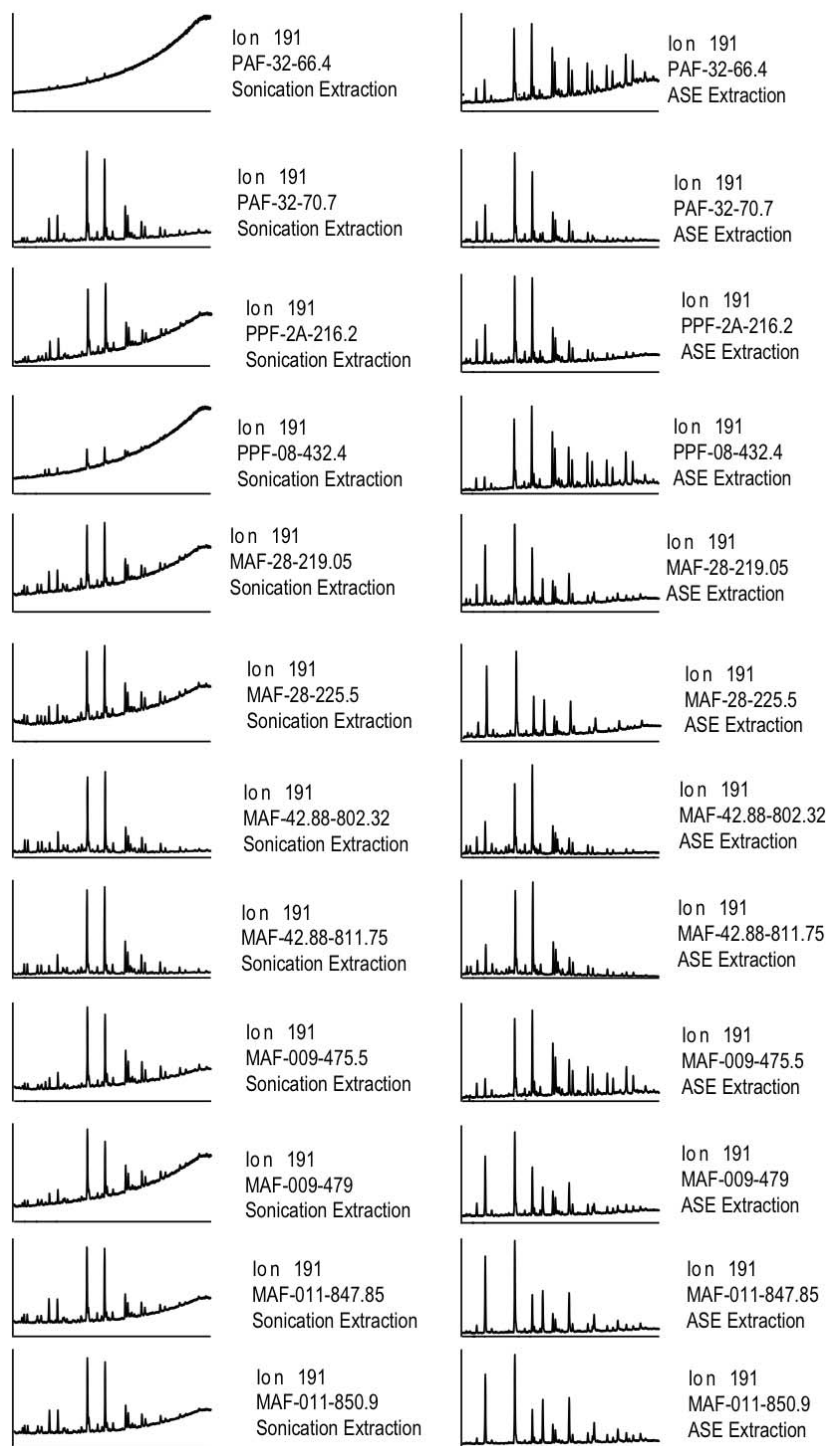 Ion 191
PAF-32-66.4
Sonication Extraction
Ion 191
PAF-32-66.4
ASE Extraction
Ion 191
PAF-32-70.7
Sonication Extraction
Ion 191
PAF-32-70.7
ASE Extraction
Ion 191
PPF-2A-216.2
Sonication Extraction
Ion 191
PPF-2A-216.2
ASE Extraction
Ion 191
PPF-08-432.4
Sonication Extraction
Ion 191
PPF-08-432.4
ASE Extraction
Ion 191
MAF-28-219.05
Sonication Extraction
Ion 191
MAF-28-219.05
ASE Extraction
Ion 191
MAF-28-225.5
Sonication Extraction
Ion 191
MAF-28-225.5
ASE Extraction
Ion 191
MAF-42.88-802.32
Sonication Extraction
Ion 191
MAF-42.88-802.32
ASE Extraction
Ion 191
MAF-42.88-811.75
Sonication Extraction
Ion 191
MAF-42.88-811.75
ASE Extraction
Ion 191
MAF-009-475.5
Sonication Extraction
Ion 191
MAF-009-475.5
ASE Extraction
Ion 191
MAF-009-479
Sonication Extraction
Ion 191
MAF-009-479
ASE Extraction
Ion 191
MAF-011-847.85
Sonication Extraction
Ion 191
MAF-011-847.85
ASE Extraction
Ion 191
MAF-011-850.9
Sonication Extraction
Ion 191
MAF-011-850.9
ASE Extraction